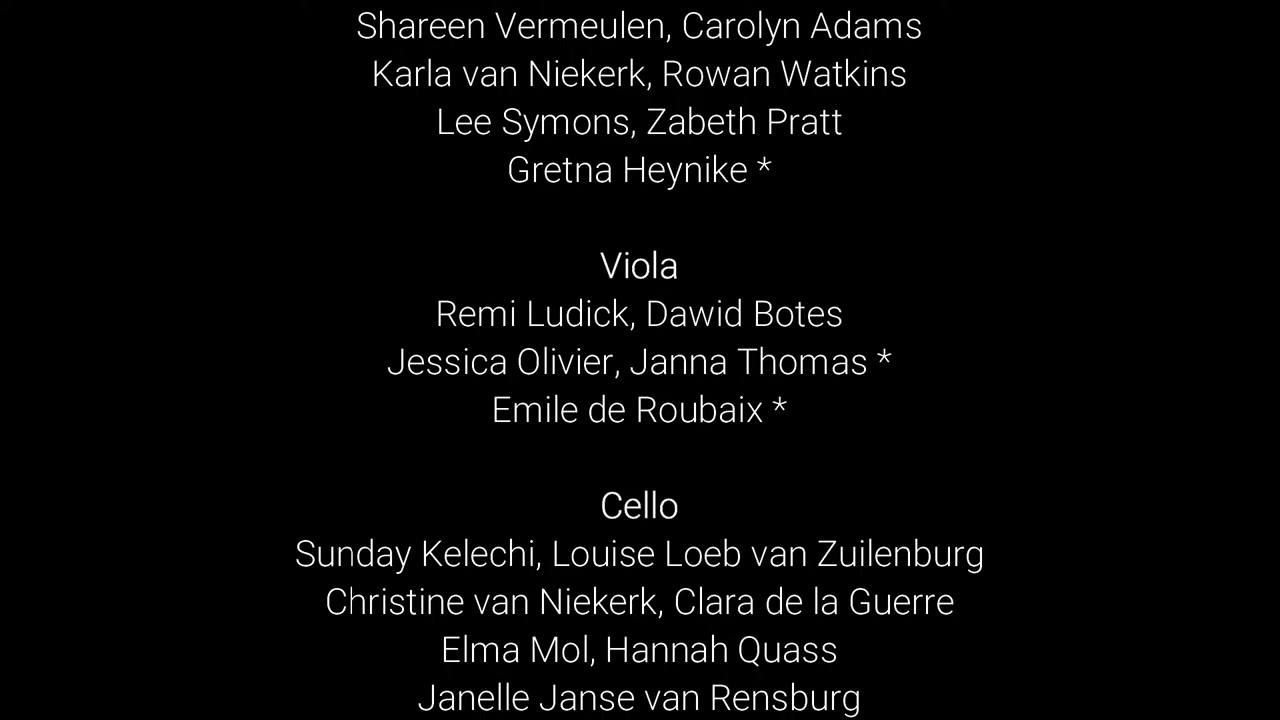 Shareen Vermeulen, Carolyn Adams
Karla van Niekerk, Rowan Watkins
Lee Symons, Zabeth Pratt
Gretna Heynike *
Viola
Remi Ludick, Dawid Botes
Jessica Olivier, Janna Thomas *
Emile de Roubaix *
Cello
Sunday Kelechi, Louise Loeb van Zuilenburg
Christine van Niekerk, Clara de la Guerre
Elma Mol, Hannah Quass
Janelle Janse van Rensburg